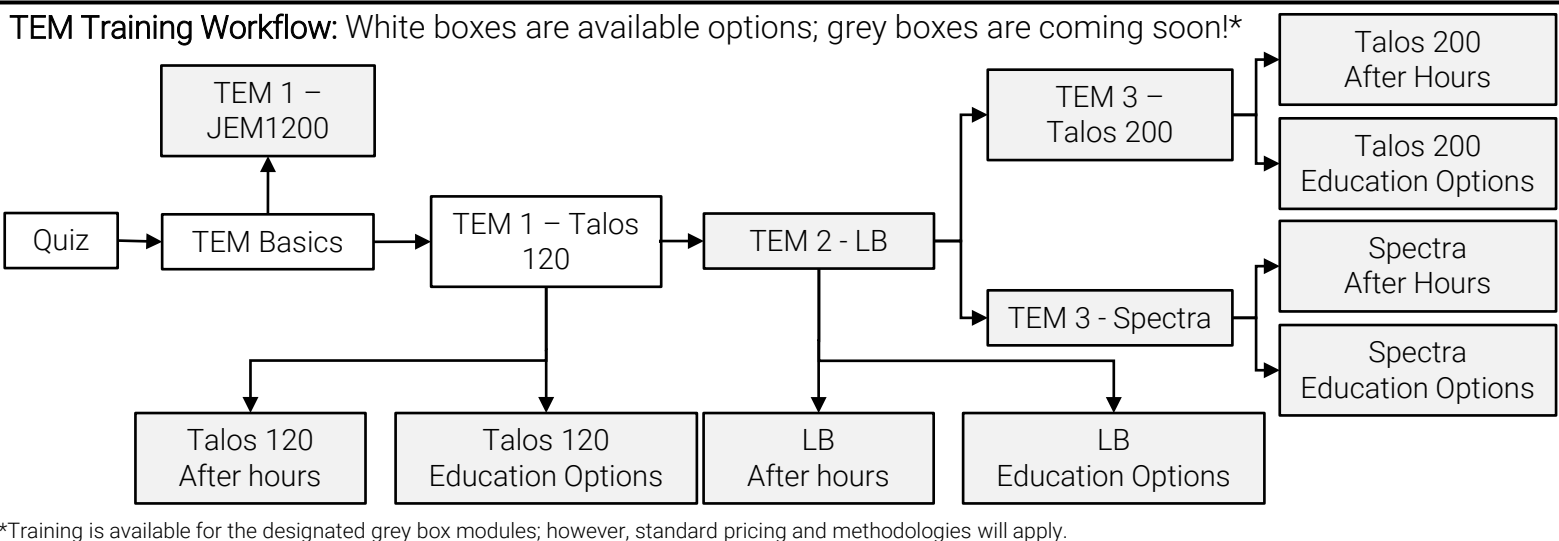 TEM Training Workflow: White boxes are available options; grey boxes are coming soon!*
Talos 200
After Hours
TEM 1 –
JEM1200
TEM 3 –
Talos 200
Talos 200
Education Options
Quiz
TEM Basics
TEM 1 – Talos
120
TEM 2 - LB
Spectra
After Hours
TEM 3 - Spectra
Spectra
Education Options
Talos 120
After hours
Talos 120
Education Options
LB
After hours
LB
Education Options
*Training is available for the designated grey box modules; however, standard pricing and methodologies will apply.